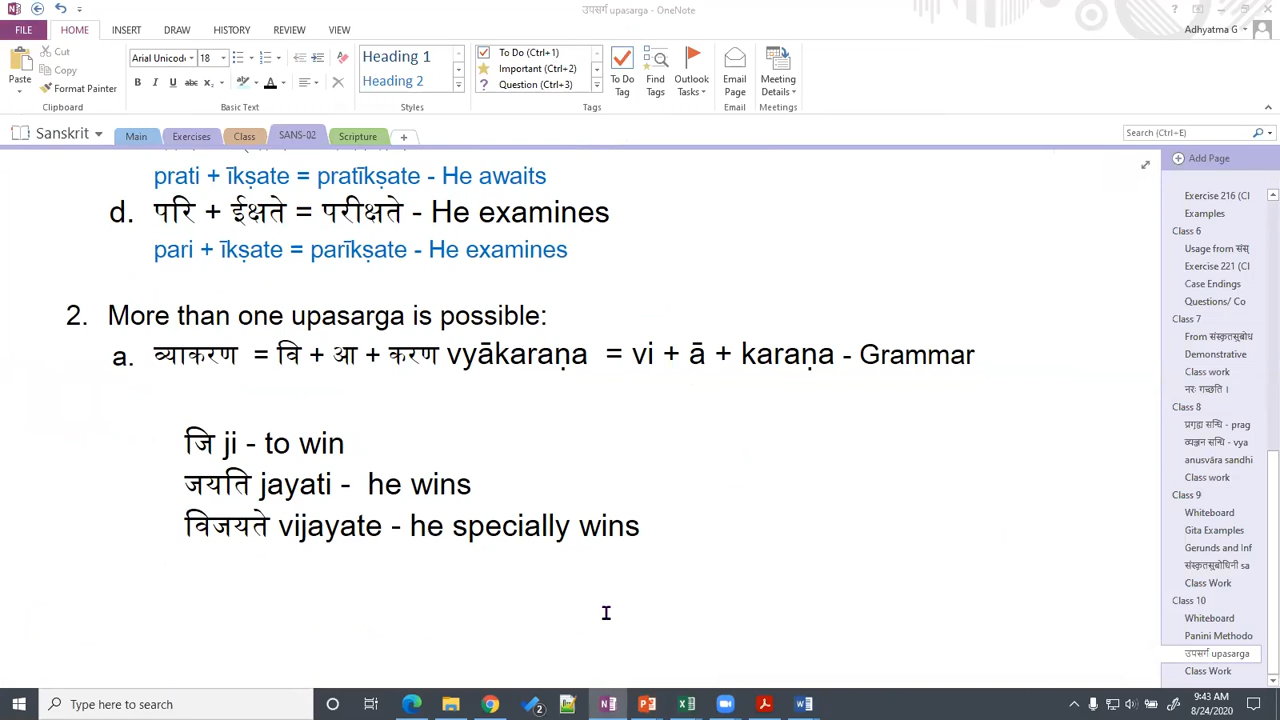 उपसर्ग upasarga - OneNote
FILE HOME INSERT DRAW HISTORY REVIEW VIEW
Adhyatma G
Paste
Cut
Copy
Format Painter
Clipboard
Arial Unicode 18
Basic Text
Heading 1
Heading 2
Styles
To Do (Ctrl+1)
Important (Ctrl+2)
Question (Ctrl+3)
To Do Tag
Find Tags
Outlook Tasks
Tags
Email Page
Email
Meeting Details
Meetings
Sanskrit
Main Exercises Class SANS-02 Scripture
Search (Ctrl+E)
prati + īkṣate = pratīkṣate - He awaits
d. परि + ईक्षते = परीक्षते - He examines
pari + īkṣate = parīkṣate - He examines
2. More than one upasarga is possible:
a. व्याकरण = वि + आ + करण vyākaraṇa = vi + ā + karaṇa - Grammar
जि ji - to win
जयति jayati - he wins
विजयते vijayate - he specially wins
Add Page
Exercise 216 (Cl
Examples
Class 6
Usage from संस्
Exercise 221 (Cl
Case Endings
Questions/ Co
Class 7
From संस्कृतसुबोध
Demonstrative
Class work
नरः गच्छति ।
Class 8
प्रगृह्य सन्धि - prag
व्यञ्जन सन्धि - vya
anusvāra sandhi
Class work
Class 9
Whiteboard
Gita Examples
Gerunds and Inf
संस्कृतसुबोधिनी sa
Class Work
Class 10
Whiteboard
Panini Methodo
उपसर्ग upasarga
Class Work
Type here to search
2
9:43 AM
8/24/2020